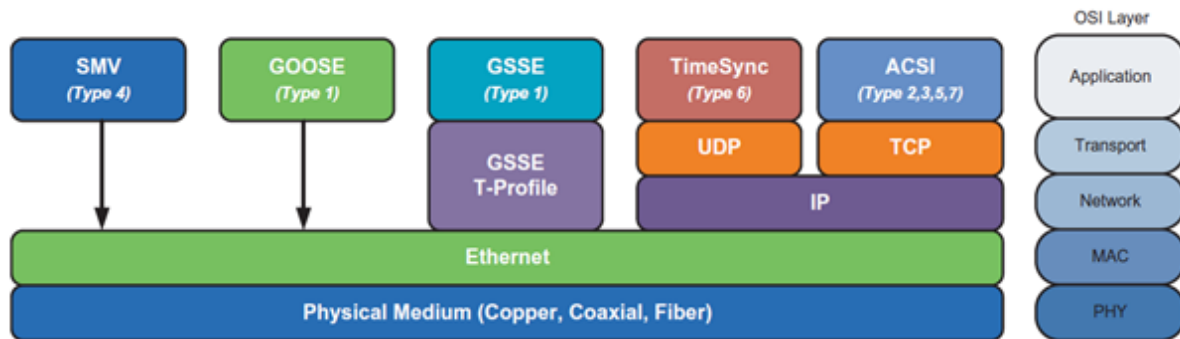 OSI Layer
SMV
(Type 4)
GOOSE
(Type 1)
GSSE
(Type 1)
TimeSync
(Type 6)
ACSI
(Type 2,3,5,7)
Application
GSSE
T-Profile
UDP
TCP
Transport
IP
Network
Ethernet
MAC
Physical Medium (Copper, Coaxial, Fiber)
PHY